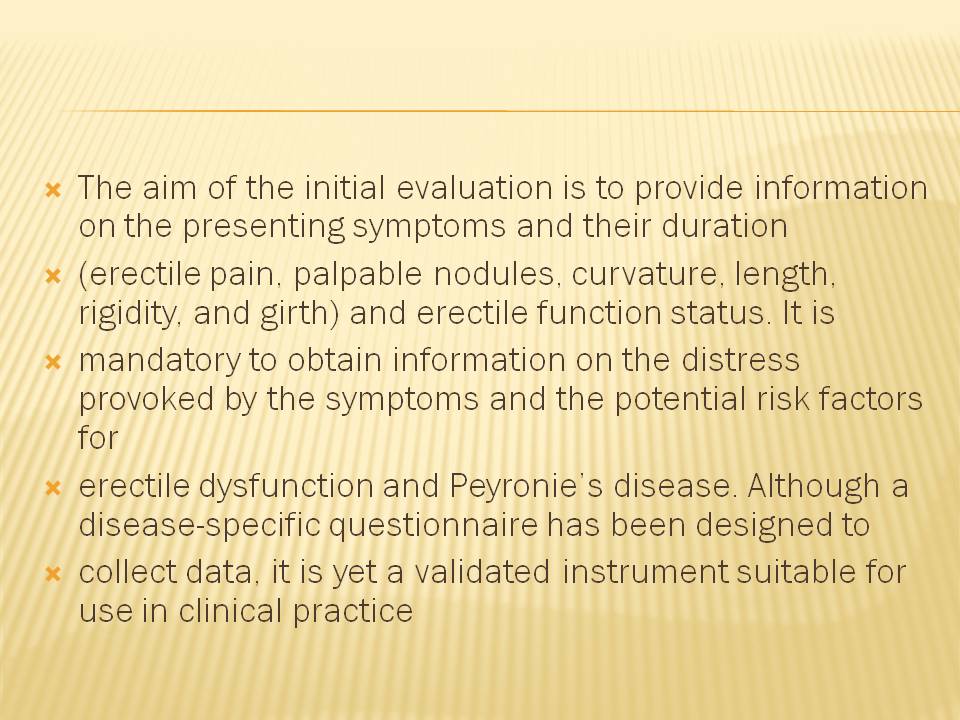 The aim of the initial evaluation is to provide information
on the presenting symptoms and their duration
(erectile pain, palpable nodules, curvature, length,
rigidity, and girth) and erectile function status. It is
mandatory to obtain information on the distress
provoked by the symptoms and the potential risk factors
for
erectile dysfunction and Peyronie's disease. Although a
disease-specific questionnaire has been designed to
collect data, it is yet a validated instrument suitable for
use in clinical practice